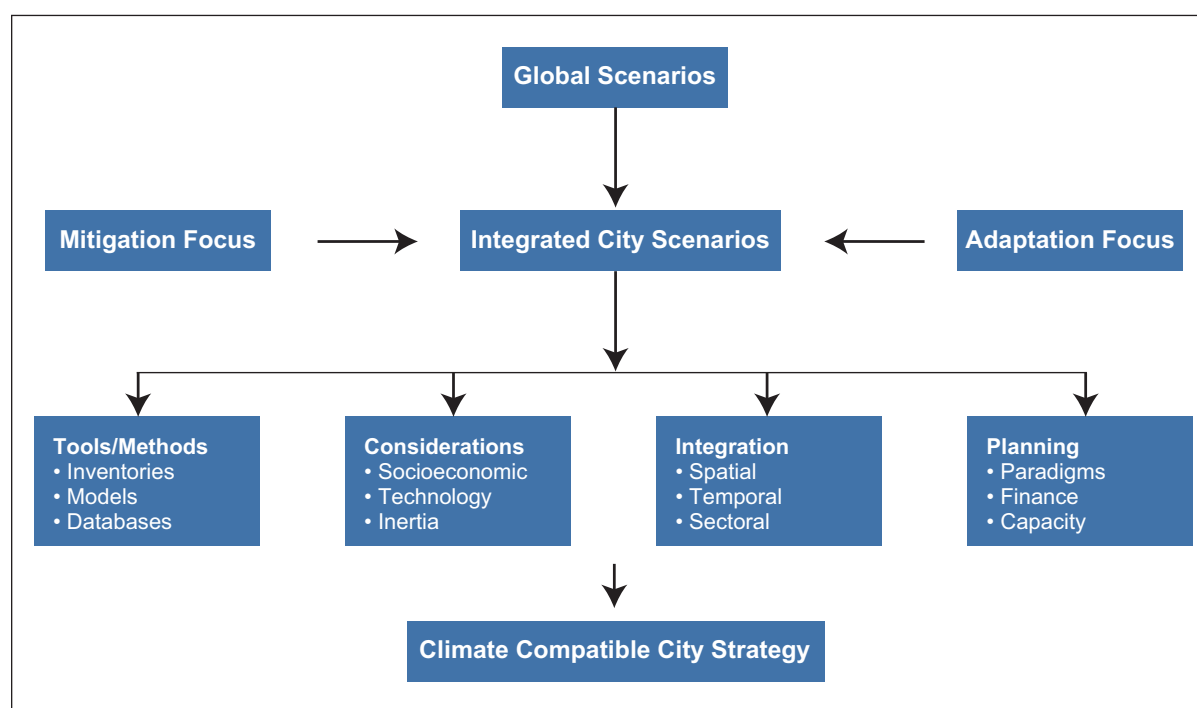 Global Scenarios
Mitigation Focus
Integrated City Scenarios
Adaptation Focus
Tools/Methods
• Inventories
• Models
• Databases
Considerations
• Socioeconomic
• Technology
• Inertia
Integration
• Spatial
• Temporal
• Sectoral
Planning
• Paradigms
• Finance
• Capacity
Climate Compatible City Strategy